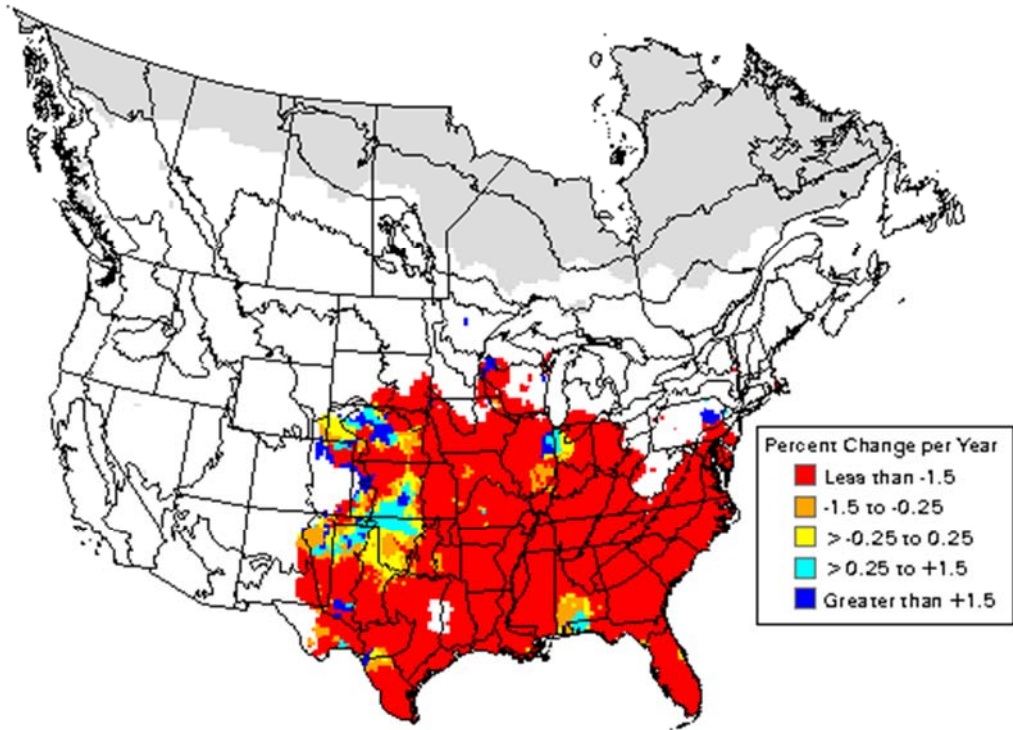 Percent Change per Year
Less than -1.5
-1.5 to -0.25
> -0.25 to 0.25
> 0.25 to +1.5
Greater than +1.5